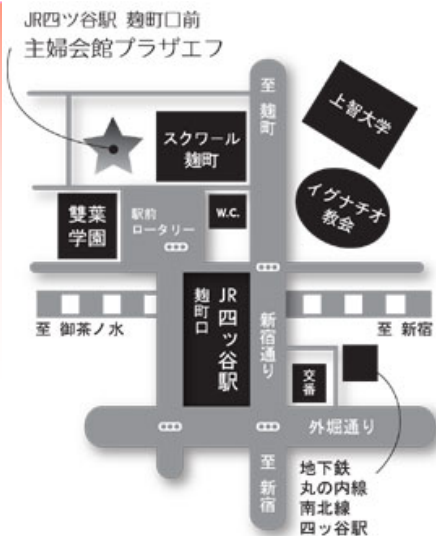 JR四ツ谷駅 麹町口前
主婦会館プラザエフ
至 麹町
上智大学
スクワール
麹町
イグナチオ
教会
雙葉
学園
駅前
ロータリー
W.C.
JR四ツ谷駅
麹町口
新宿通り
至 御茶ノ水
至 新宿
交番
外堀通り
至 新宿
地下鉄
丸の内線
南北線
四ッ谷駅